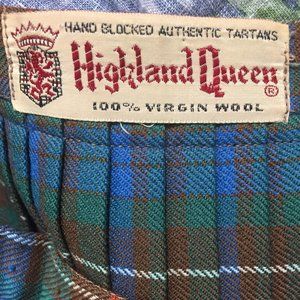 HAND BLOCKED AUTHENTIC TARTANS
Highland Queen ®
100% VIRGIN WOOL